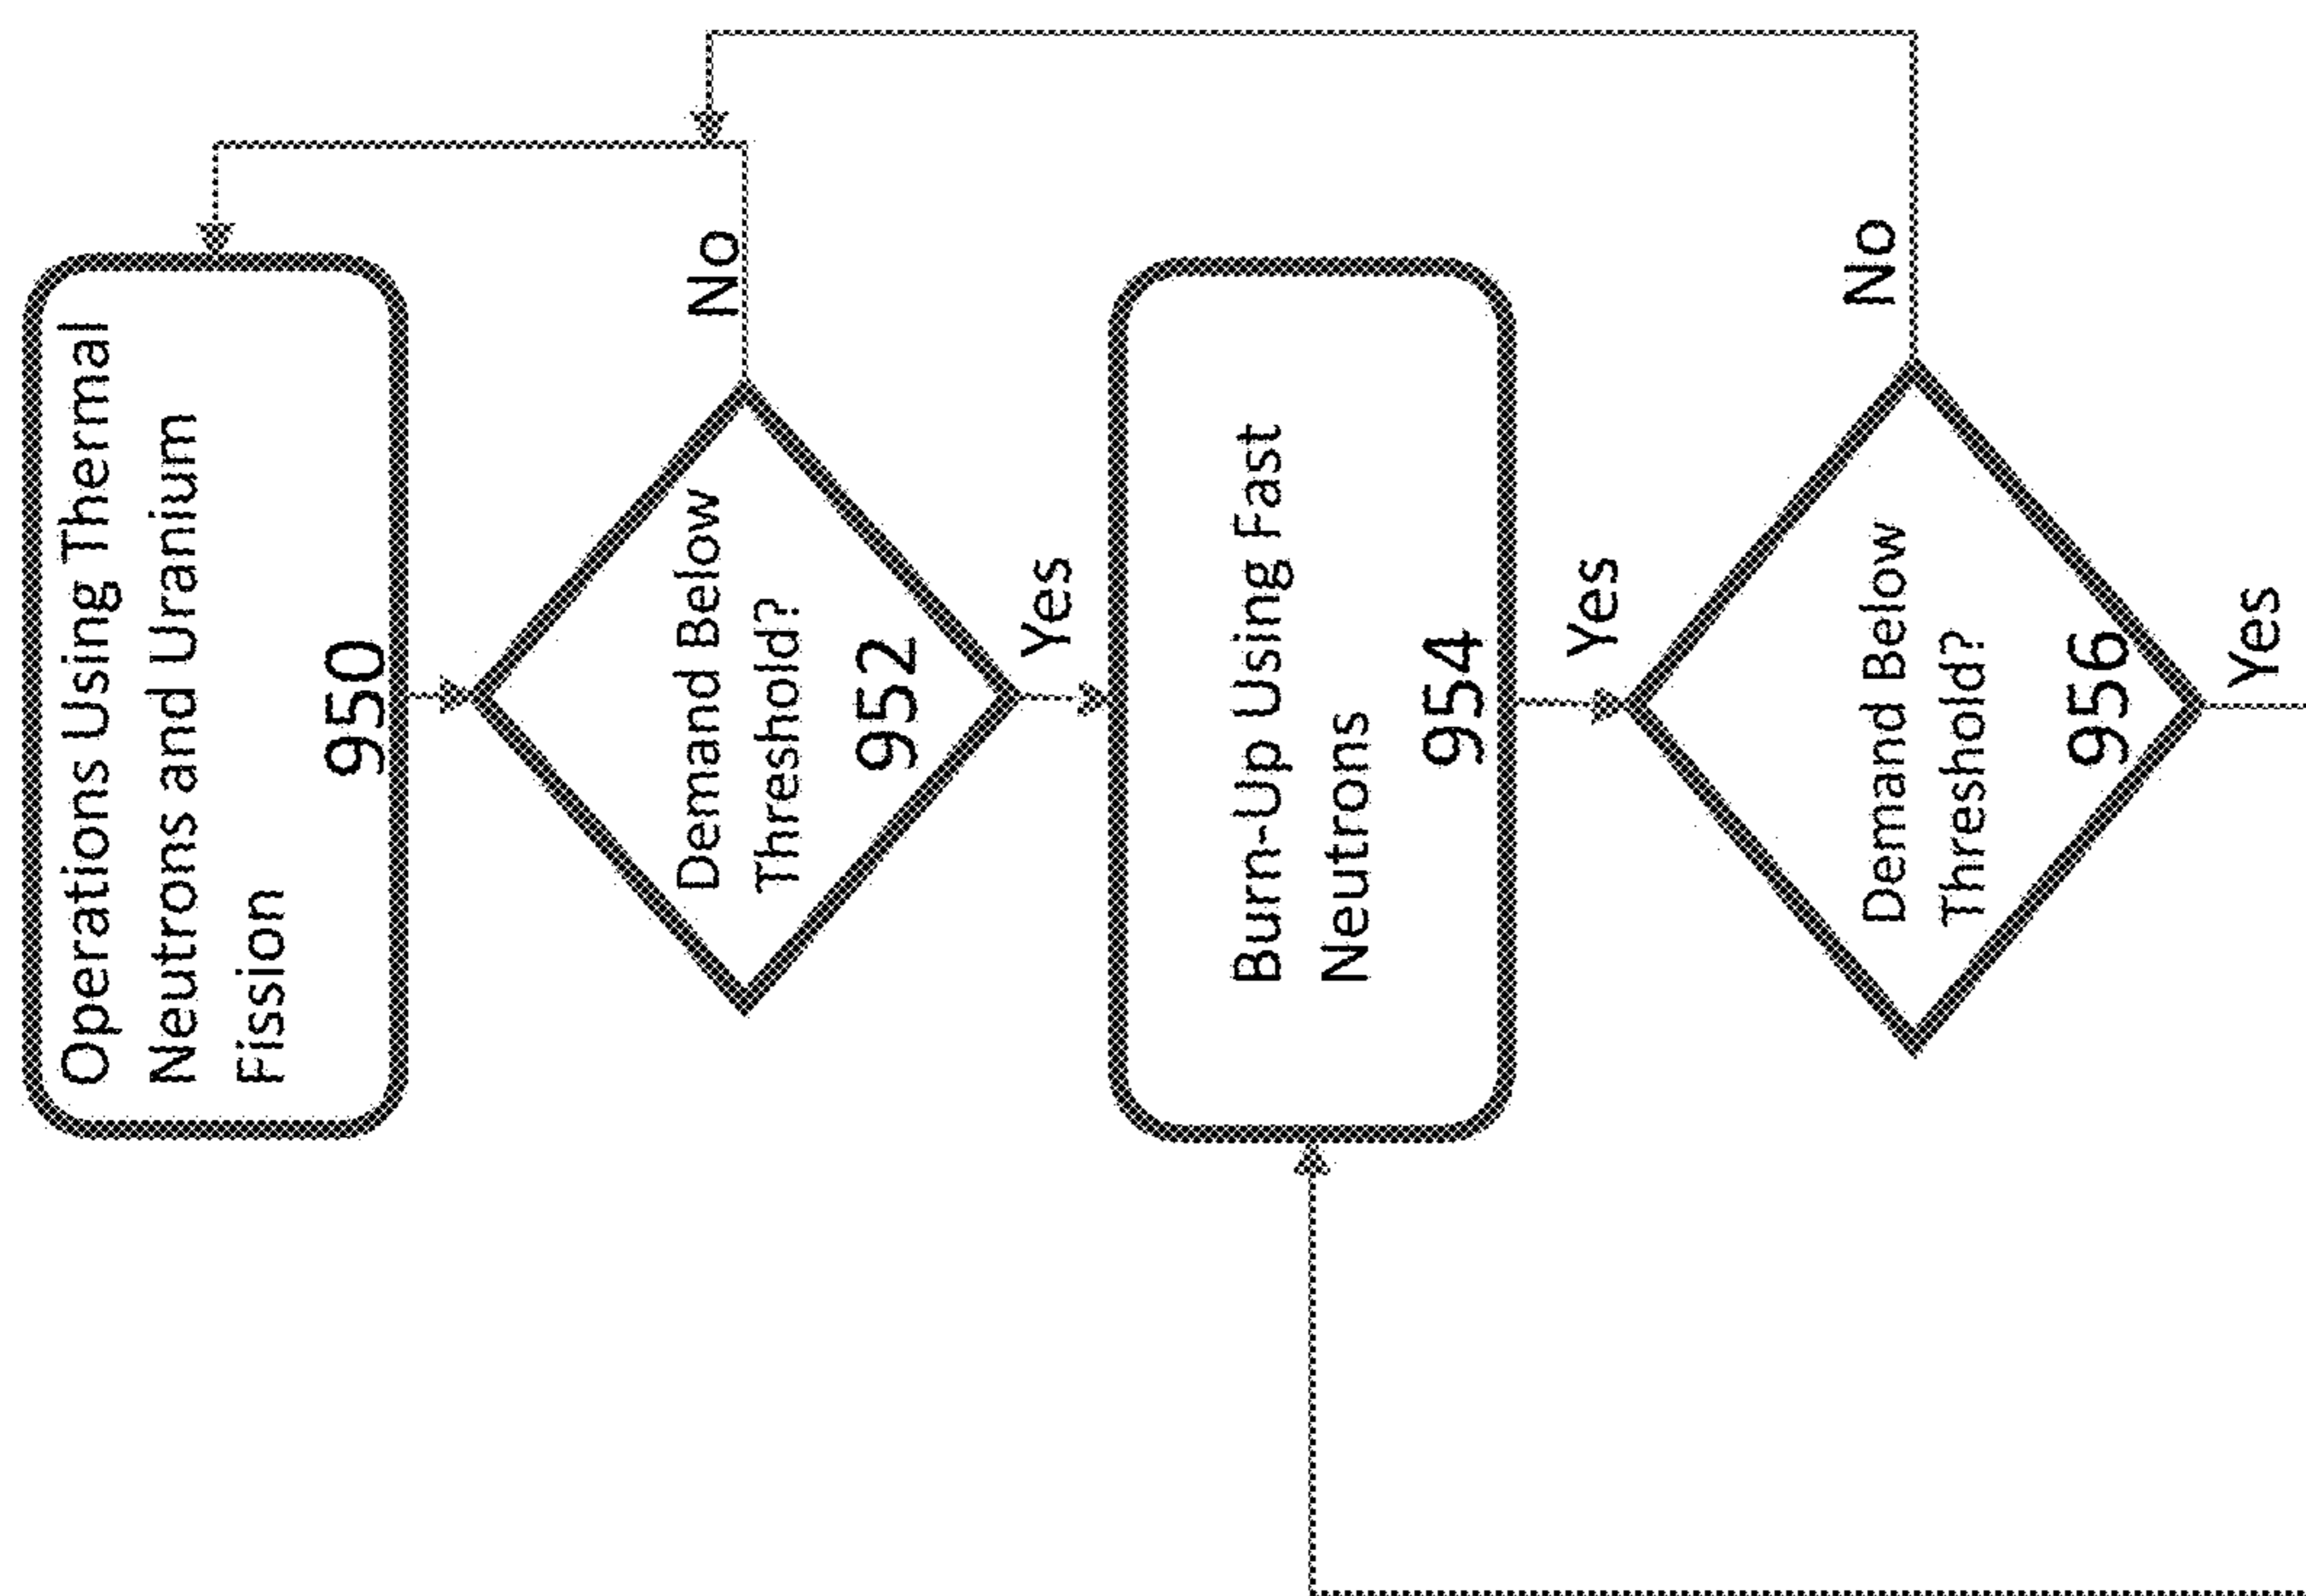 Operations Using Thermal
Neutrons and Uranium
Fission
950
Demand Below
Threshold?
952
No
Yes
Burn-Up Using Fast
Neutrons
954
Yes
Demand Below
Threshold?
956
No
Yes